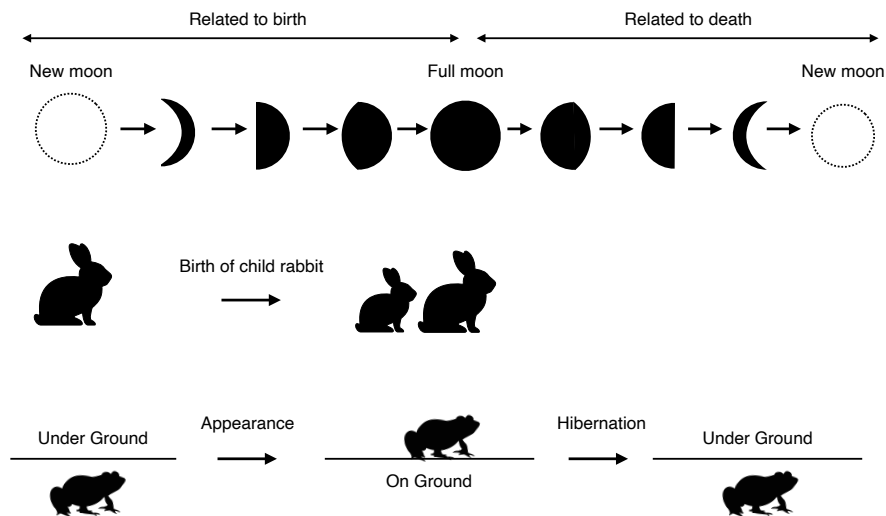 Related to birth
Related to death
New moon
Full moon
New moon
Birth of child rabbit
Under Ground
Appearance
On Ground
Hibernation
Under Ground